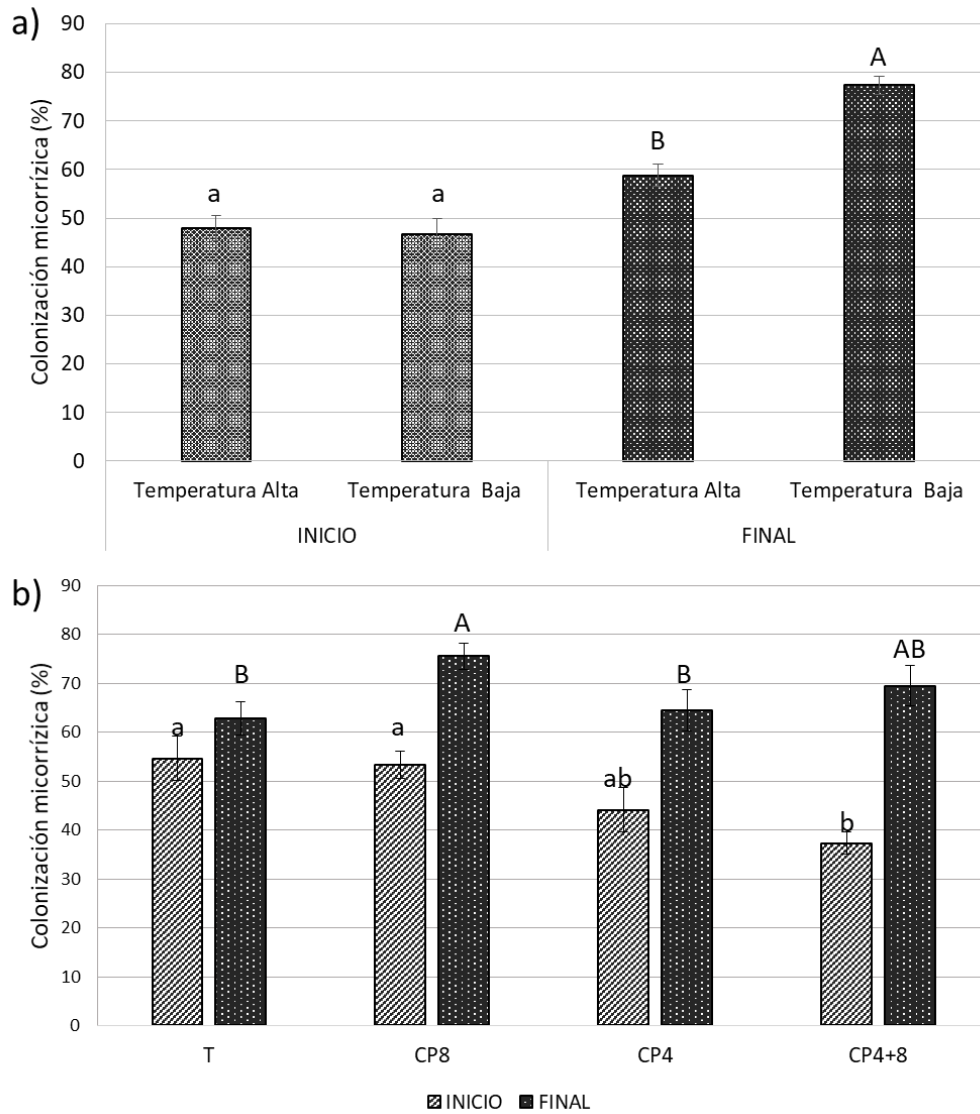 a)
Colonización micorrízica (%)
90
80
70
60
50
40
30
20
10
0
a
a
B
A
Temperatura Alta
Temperatura Baja
Temperatura Alta
Temperatura Baja
INICIO
FINAL
b)
Colonización micorrízica (%)
90
80
70
60
50
40
30
20
10
0
a
B
a
A
ab
B
b
AB
T
CP8
CP4
CP4+8
INICIO
FINAL